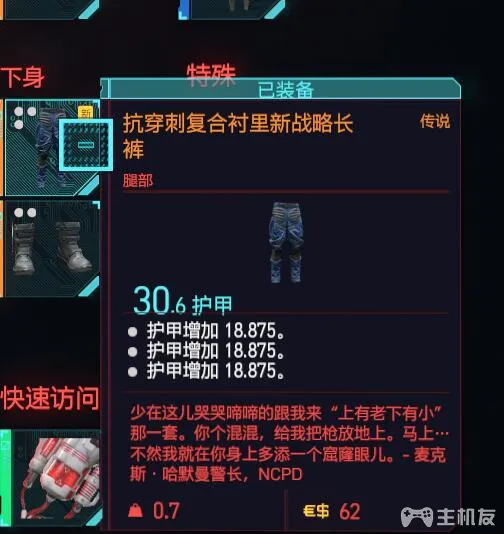 下身
特殊
已装备
新
抗穿刺复合衬里新战略长
裤
传说
腿部
30.6 护甲
护甲增加 18.875。
护甲增加 18.875。
护甲增加 18.875。
快速访问
少在这儿哭哭啼啼的跟我来“上有老下有小”
那一套。你个混混，给我把枪放地上。马上…
不然我就在你身上多添一个窟窿眼儿。- 麦克
斯·哈默曼警长，NCPD
0.7
€$ 62
主机友